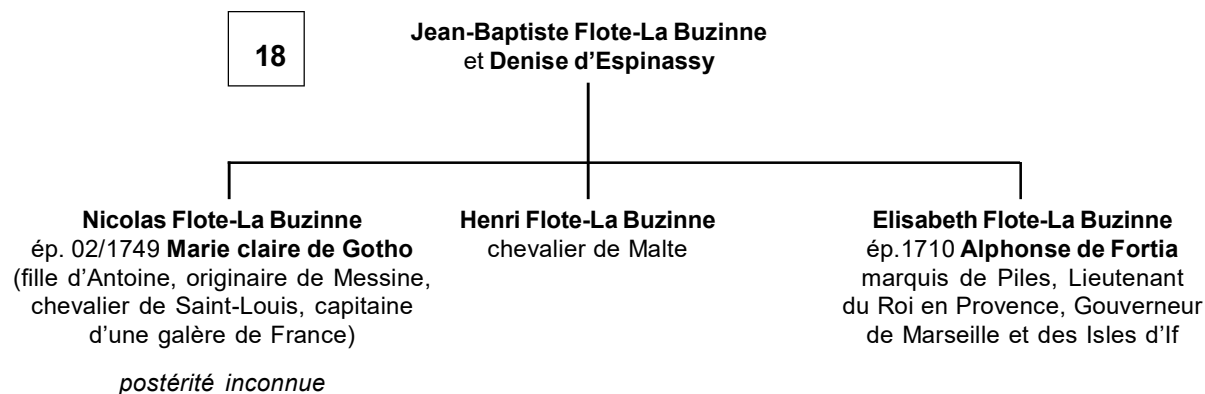 18
Jean-Baptiste Flote-La Buzinne
et Denise d'Espinassy
Nicolas Flote-La Buzinne
ép. 02/1749 Marie claire de Gotho
(fille d'Antoine, originaire de Messine,
chevalier de Saint-Louis, capitaine
d'une galère de France)
postérité inconnue
Henri Flote-La Buzinne
chevalier de Malte
Elisabeth Flote-La Buzinne
ép.1710 Alphonse de Fortia
marquis de Piles, Lieutenant
du Roi en Provence, Gouverneur
de Marseille et des Isles d'If